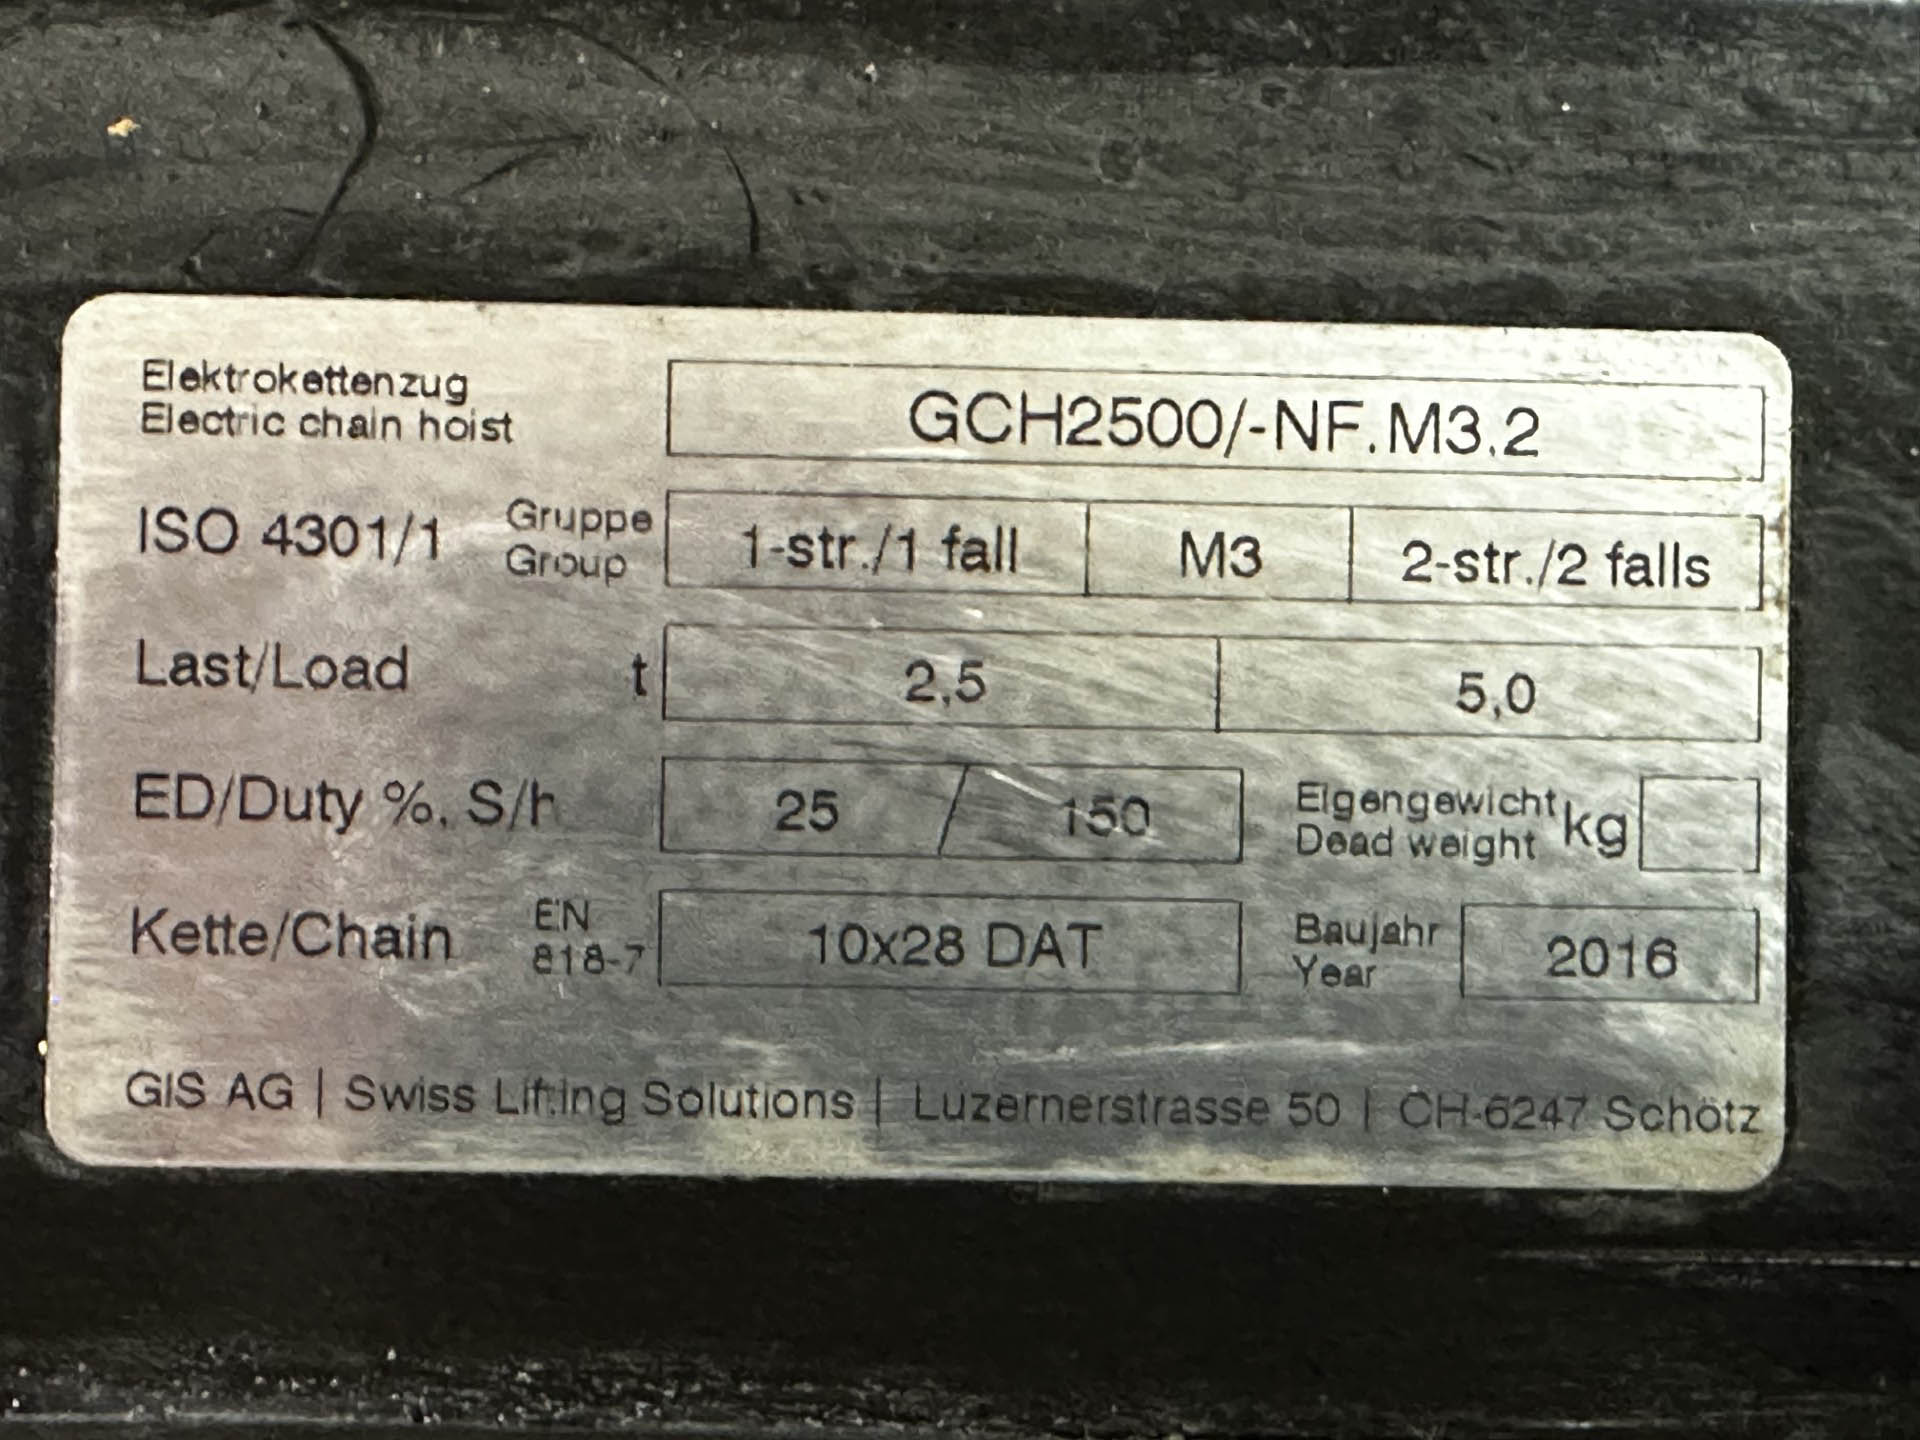 Elektrokettenzug
Electric chain hoist
GCH2500/-NF.M3.2
ISO 4301/1 Gruppe 1-str./1 fall M3 2-str./2 falls
Group
Last/Load t 2,5 5,0
ED/Duty %. S/h 25 / 150 Eigengewicht kg
Dead weight
Kette/Chain EN 10x28 DAT Baujahr 2016
818-7 Year
GIS AG | Swiss Lifting Solutions | Luzernerstrasse 50 | CH-6247 Schötz